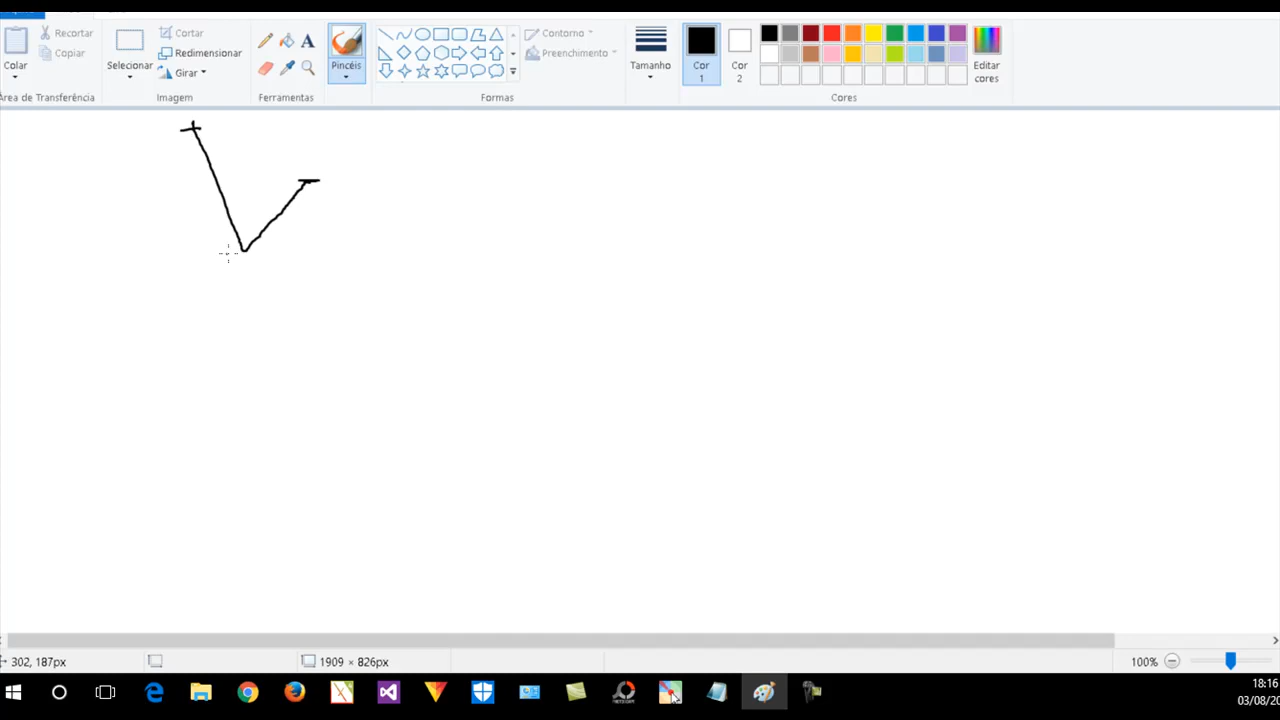 Colar
Recortar
Copiar
Área de Transferência
Selecionar
Cortar
Redimensionar
Girar
Imagem
A
Ferramentas
Pincéis
Formas
Contorno
Preenchimento
Tamanho
Cor
1
Cor
2
Editar
cores
Cores
302, 187px
1909 × 826px
100%
18:16
03/08/20